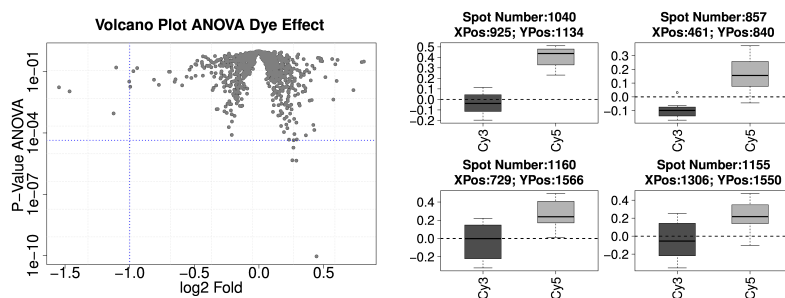 Volcano Plot ANOVA Dye Effect
P-Value ANOVA
1e-01
1e-04
1e-07
1e-10
-1.5 -1.0 -0.5 0.0 0.5
log2 Fold
Spot Number:1040
XPos:925; YPos:1134
0.5
0.4
0.3
0.2
0.1
0.0
-0.1
-0.2
Cy3 Cy5
Spot Number:857
XPos:461; YPos:840
0.3
0.2
0.1
0.0
-0.1
Cy3 Cy5
Spot Number:1160
XPos:729; YPos:1566
0.4
0.2
0.0
-0.2
Cy3 Cy5
Spot Number:1155
XPos:1306; YPos:1550
0.4
0.2
0.0
-0.2
Cy3 Cy5